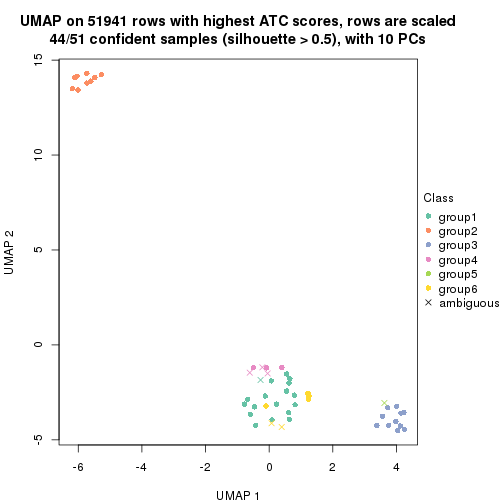 UMAP on 51941 rows with highest ATC scores, rows are scaled
44/51 confident samples (silhouette > 0.5), with 10 PCs
15
10
5
0
-5
UMAP 2
-6
-4
-2
0
2
4
UMAP 1
Class
group1
group2
group3
group4
group5
group6
ambiguous